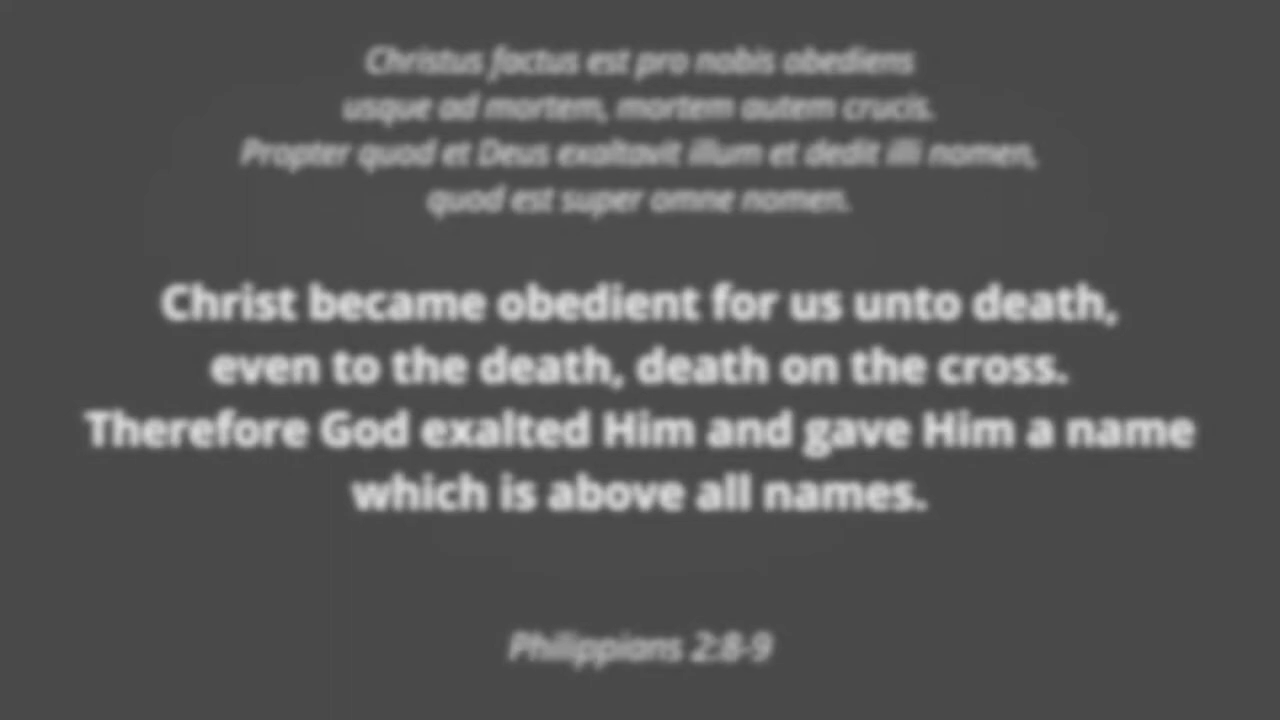 Christus factus est pro nobis obediens
usque ad mortem, mortem autem crucis.
Propter quod et Deus exaltavit illum et dedit illi nomen,
quod est super omne nomen.
Christ became obedient for us unto death,
even to the death, death on the cross.
Therefore God exalted Him and gave Him a name
which is above all names.
Philippians 2:8-9